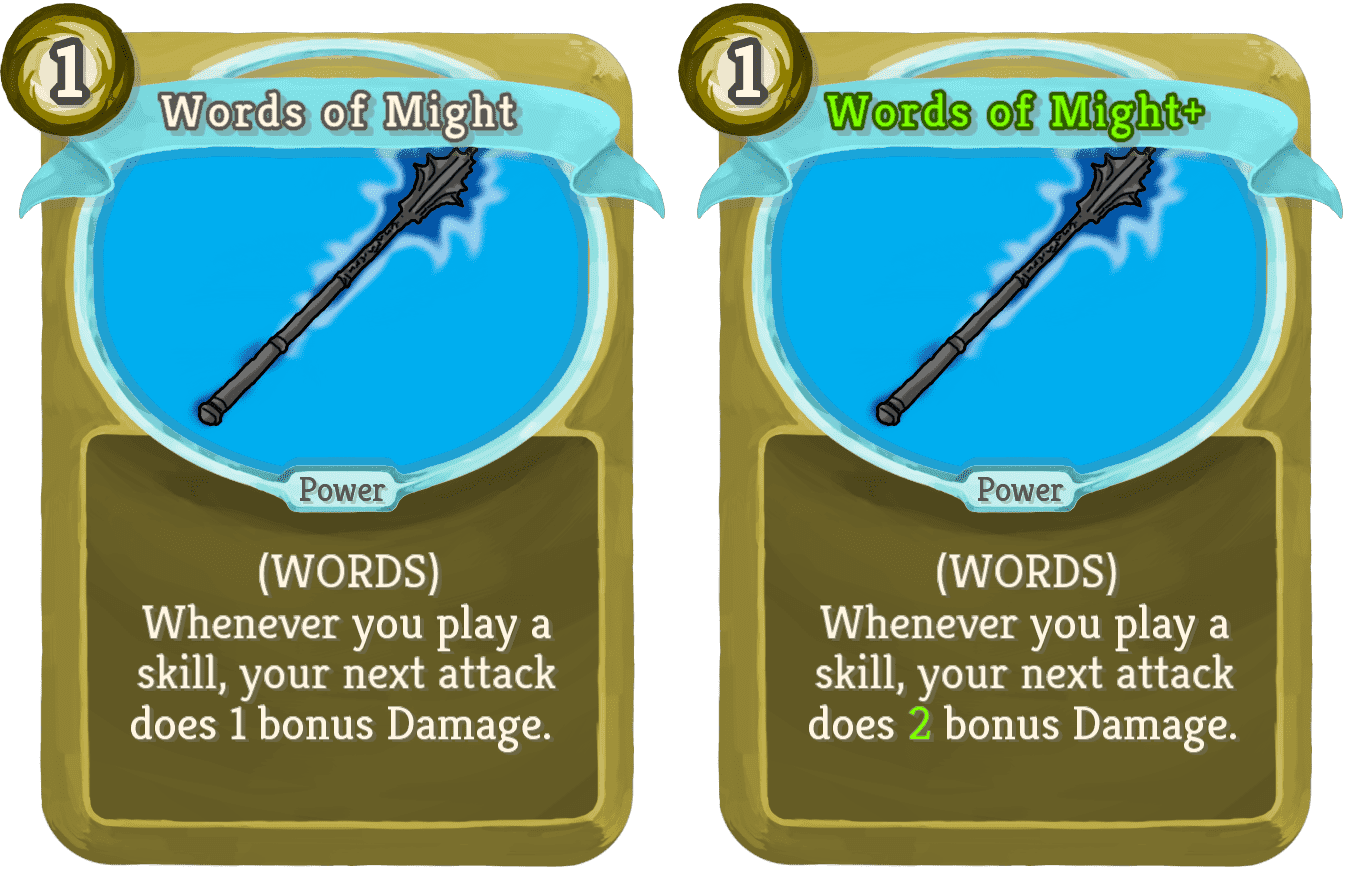 1
Words of Might
Power
(WORDS)
Whenever you play a
skill, your next attack
does 1 bonus Damage.
1
Words of Might+
Power
(WORDS)
Whenever you play a
skill, your next attack
does 2 bonus Damage.